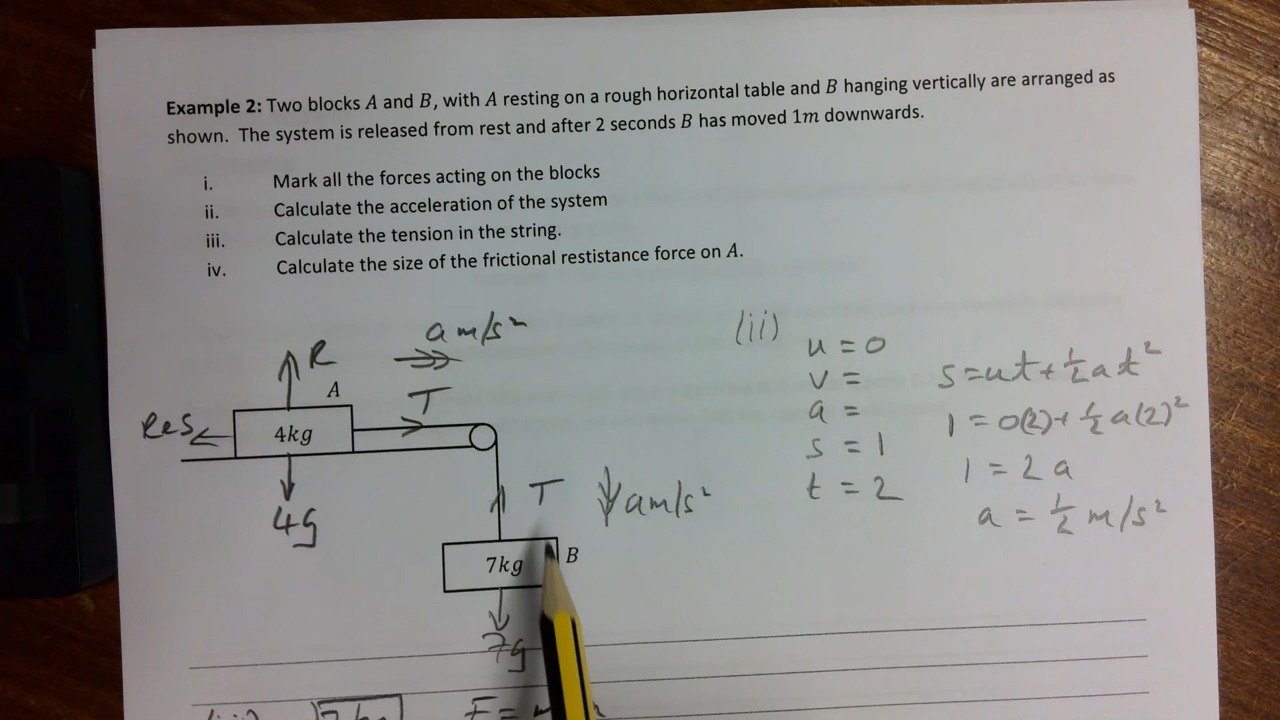 Example 2: Two blocks A and B, with A resting on a rough horizontal table and B hanging vertically are arranged as
shown. The system is released from rest and after 2 seconds B has moved 1m downwards.
i. Mark all the forces acting on the blocks
ii. Calculate the acceleration of the system
iii. Calculate the tension in the string.
iv. Calculate the size of the frictional restistance force on A.
a m/s²
R
A
T
Res
4kg
4g
T
a m/s²
7kg
B
7g
(ii)
u = 0
v =
a =
s = 1
t = 2
s = ut + ½at²
1 = 0(2) + ½a(2)²
1 = 2a
a = ½ m/s²
F =